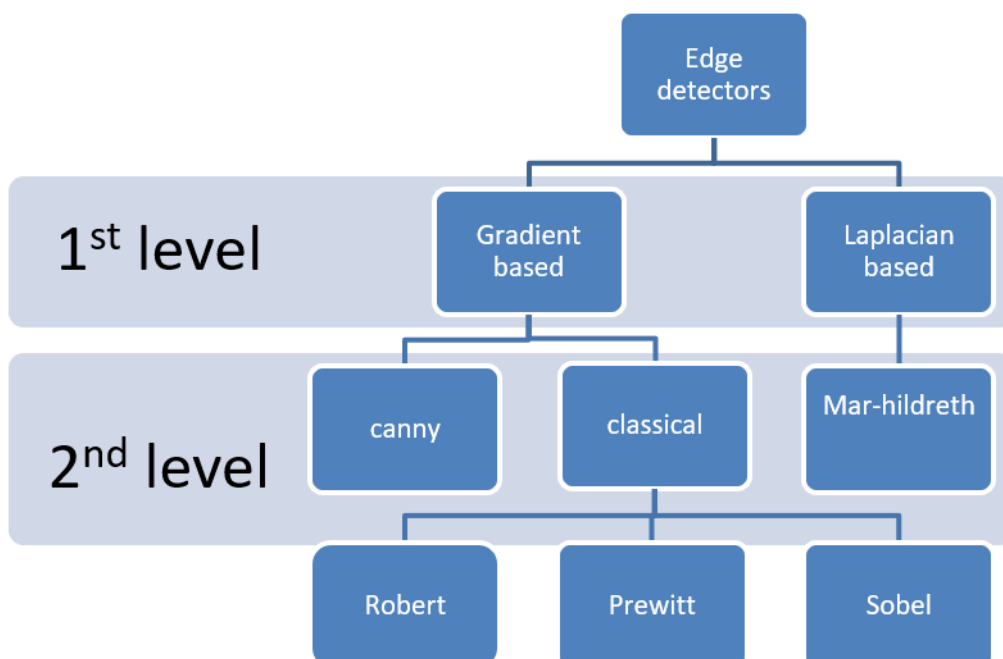 Edge
detectors
1st level
Gradient
based
Laplacian
based
2nd level
canny
classical
Mar-hildreth
Robert
Prewitt
Sobel